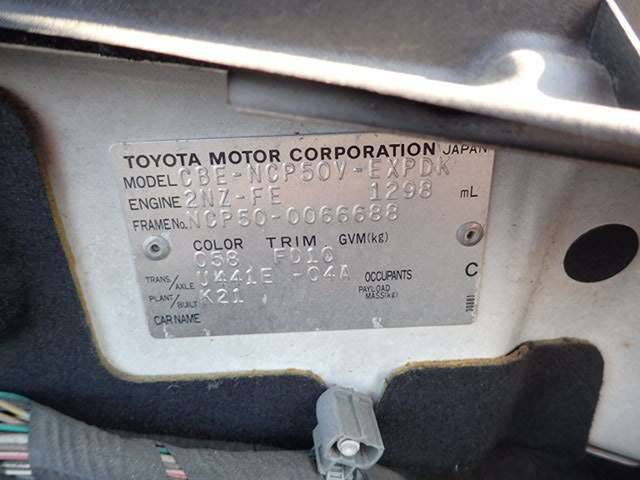 TOYOTA MOTOR CORPORATION JAPAN
MODEL CBE-NCP50V-EXPDK
ENGINE 2NZ-FE 1298 mL
FRAME No. NCP50-0066688
COLOR TRIM GVM(kg)
058 FD10
TRANS/AXLE U441E -04A OCCUPANTS C
PLANT/BUILT K21 PAYLOAD MASS(kg)
CAR NAME